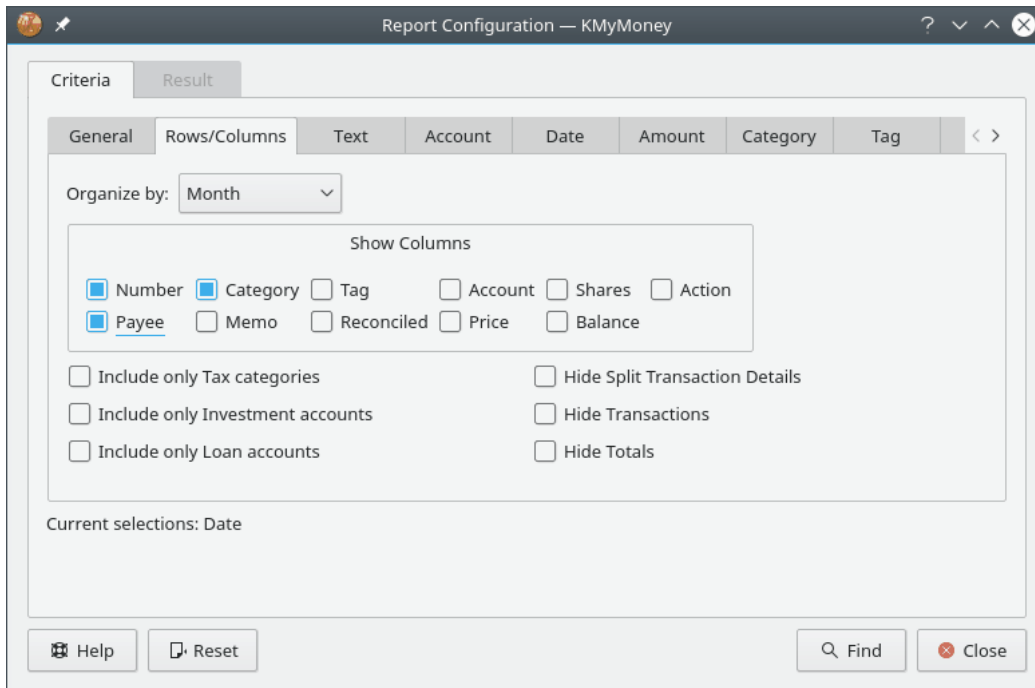 Report Configuration — KMyMoney
?
Criteria Result
General Rows/Columns Text Account Date Amount Category Tag
Organize by: Month
Show Columns
Number Category Tag Account Shares Action
Payee Memo Reconciled Price Balance
Include only Tax categories Hide Split Transaction Details
Include only Investment accounts Hide Transactions
Include only Loan accounts Hide Totals
Current selections: Date
Help Reset Find Close